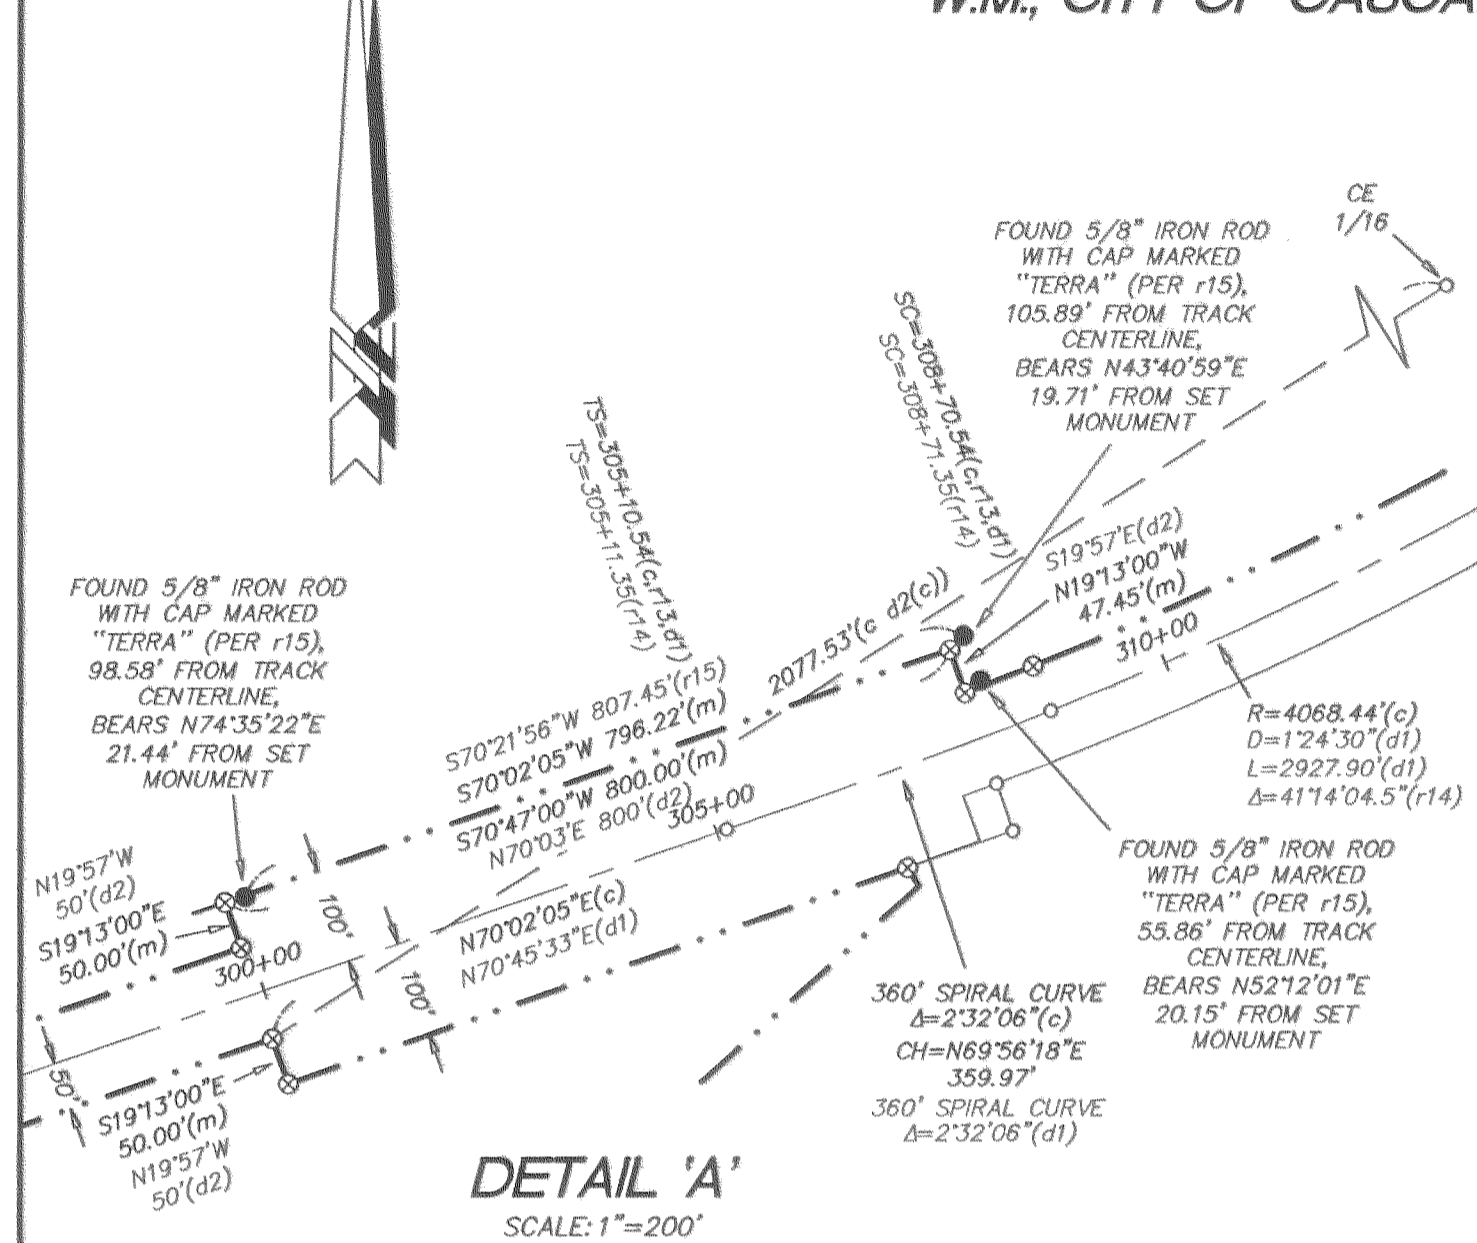 W.M., CITY OF
CE
1/16
FOUND 5/8" IRON ROD
WITH CAP MARKED
"TERRA" (PER r15),
105.89' FROM TRACK
CENTERLINE,
BEARS N43°40'59"E
19.71' FROM SET
MONUMENT
SC=308+70.54(c,r13,d1)
SC=308+71.35(r14)
TS=305+10.54(c,r13,d1)
TS=305+11.35(r14)
S19°57'E(d2)
N19°13'00"W
47.45'(m)
310+00
FOUND 5/8" IRON ROD
WITH CAP MARKED
"TERRA" (PER r15),
98.58' FROM TRACK
CENTERLINE,
BEARS N74°35'22"E
21.44' FROM SET
MONUMENT
2077.53'(c d2(c))
S70°21'56"W 807.45'(r15)
S70°02'05"W 796.22'(m)
S70°47'00"W 800.00'(m)
N70°03'E 800'(d2)
305+00
R=4068.44'(c)
D=1°24'30"(d1)
L=2927.90'(d1)
Δ=41°14'04.5"(r14)
N19°57'W
50'(d2)
S19°13'00"E
50.00'(m)
300+00
100'
100'
N70°02'05"E(c)
N70°45'33"E(d1)
FOUND 5/8" IRON ROD
WITH CAP MARKED
"TERRA" (PER r15),
55.86' FROM TRACK
CENTERLINE,
BEARS N52°12'01"E
20.15' FROM SET
MONUMENT
360' SPIRAL CURVE
Δ=2°32'06"(c)
CH=N69°56'18"E
359.97'
360' SPIRAL CURVE
Δ=2°32'06"(d1)
50'
S19°13'00"E
50.00'(m)
N19°57'W
50'(d2)
DETAIL 'A'
SCALE: 1"=200'